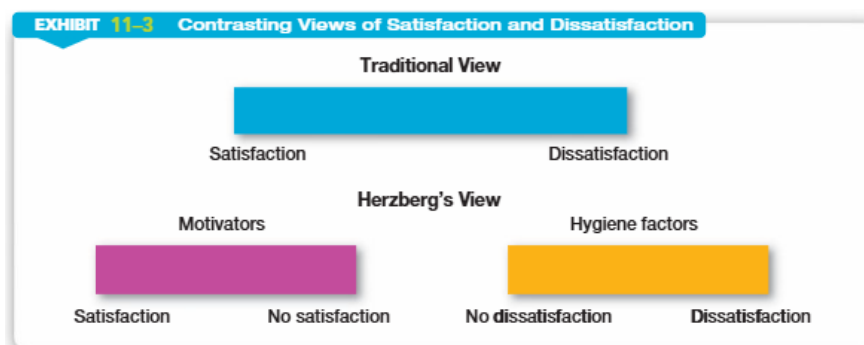 EXHIBIT 11–3 Contrasting Views of Satisfaction and Dissatisfaction
Traditional View
Satisfaction Dissatisfaction
Herzberg's View
Motivators Hygiene factors
Satisfaction No satisfaction No dissatisfaction Dissatisfaction